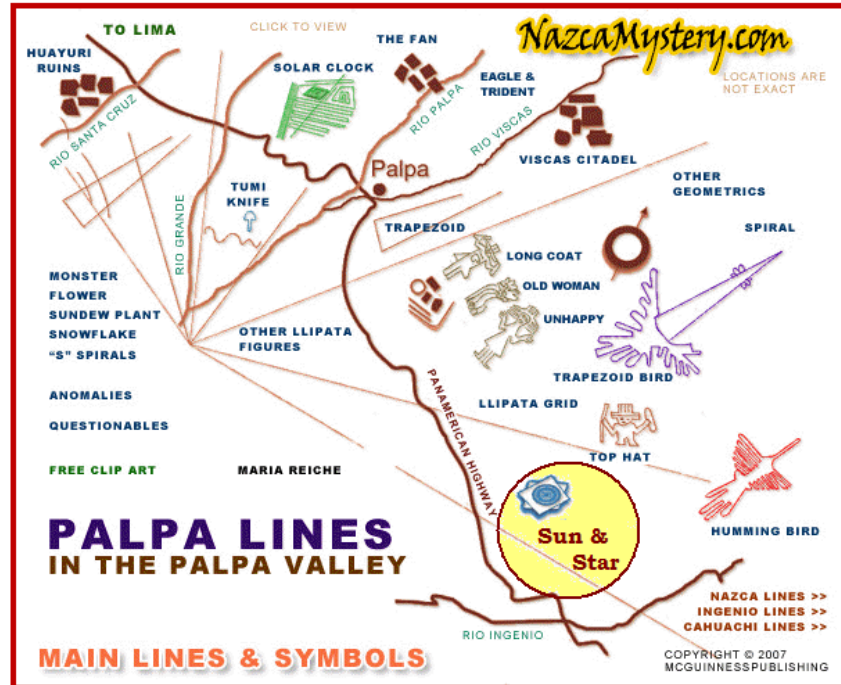 TO LIMA
CLICK TO VIEW
NazcaMystery.com
HUAYURI
RUINS
SOLAR CLOCK
THE FAN
EAGLE &
TRIDENT
LOCATIONS ARE
NOT EXACT
RIO SANTA CRUZ
RIO PALPA
RIO VISCAS
VISCAS CITADEL
Palpa
OTHER
GEOMETRICS
TUMI
KNIFE
RIO GRANDE
TRAPEZOID
SPIRAL
LONG COAT
OLD WOMAN
UNHAPPY
MONSTER
FLOWER
SUNDEW PLANT
SNOWFLAKE
"S" SPIRALS
OTHER LLIPATA
FIGURES
ANOMALIES
QUESTIONABLES
TRAPEZOID BIRD
PANAMERICAN HIGHWAY
LLIPATA GRID
TOP HAT
FREE CLIP ART
MARIA REICHE
HUMMING BIRD
PALPA LINES
IN THE PALPA VALLEY
Sun &
Star
NAZCA LINES >>
INGENIO LINES >>
CAHUACHI LINES >>
RIO INGENIO
MAIN LINES & SYMBOLS
COPYRIGHT © 2007
MCGUINNESSPUBLISHING